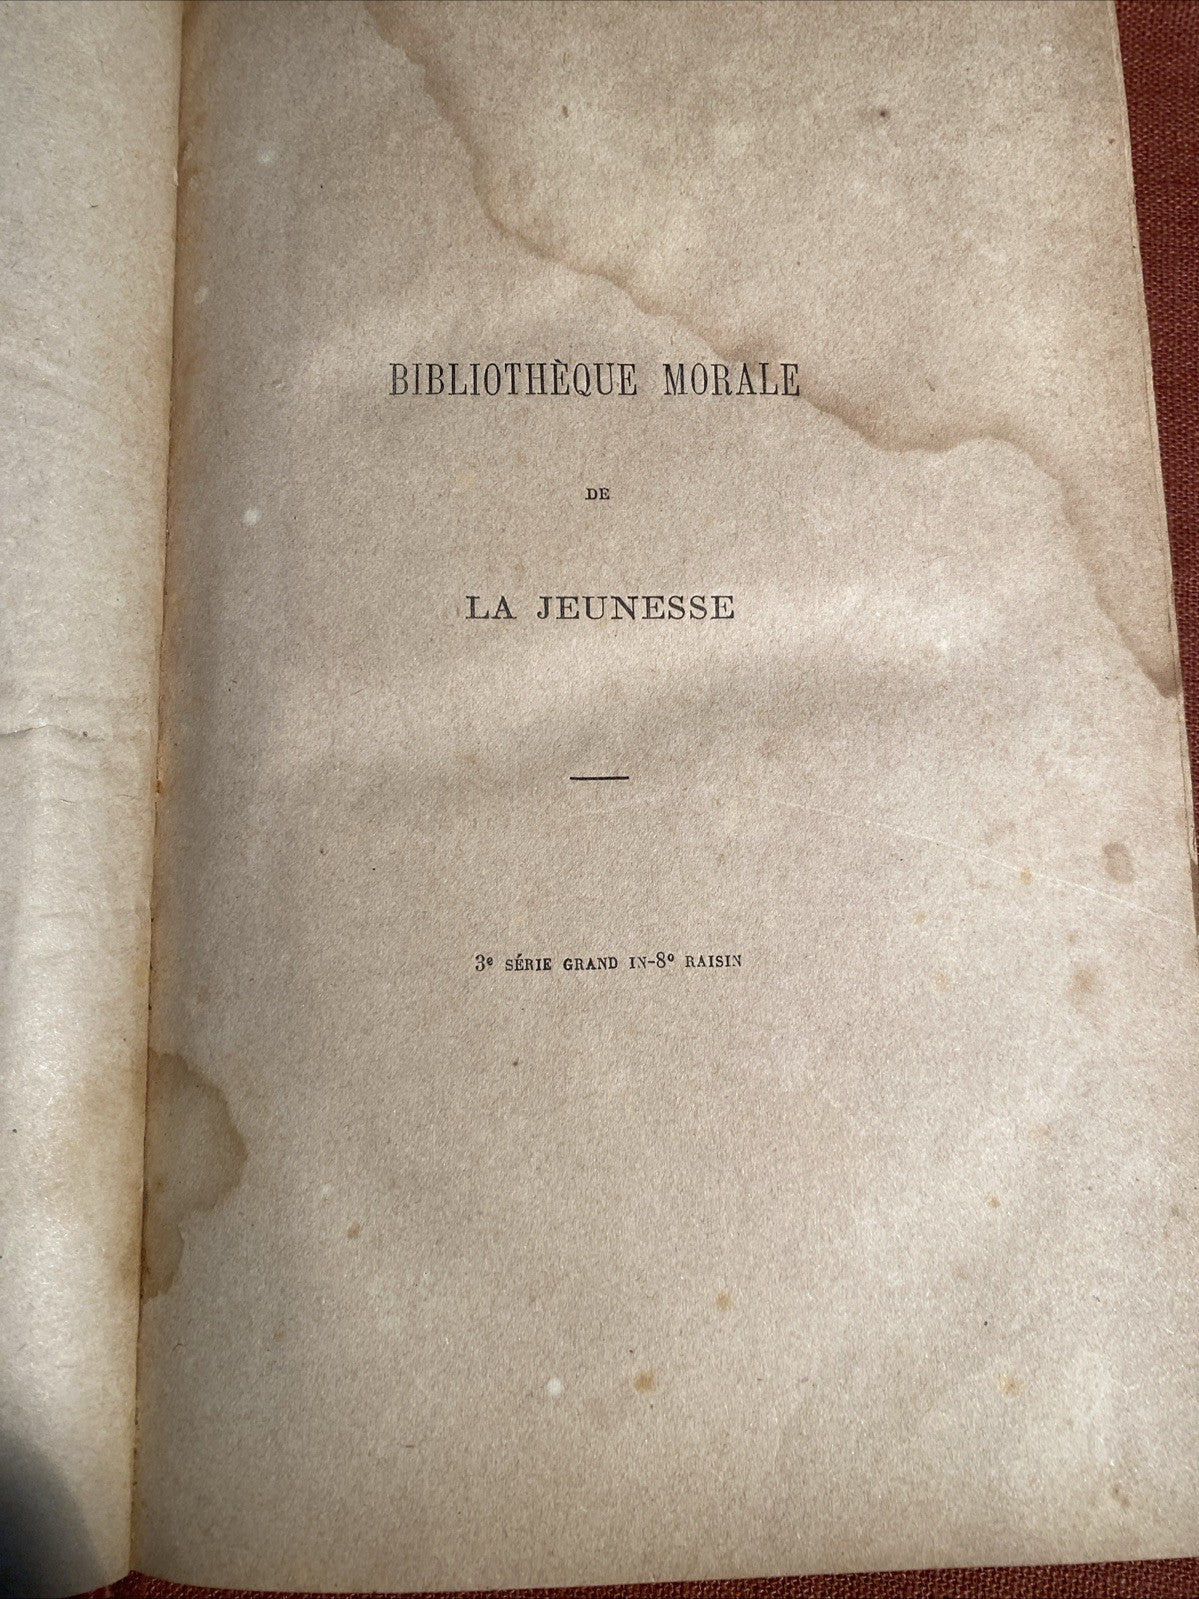 BIBLIOTHÈQUE MORALE
DE
LA JEUNESSE
3e SÉRIE GRAND IN-8º RAISIN